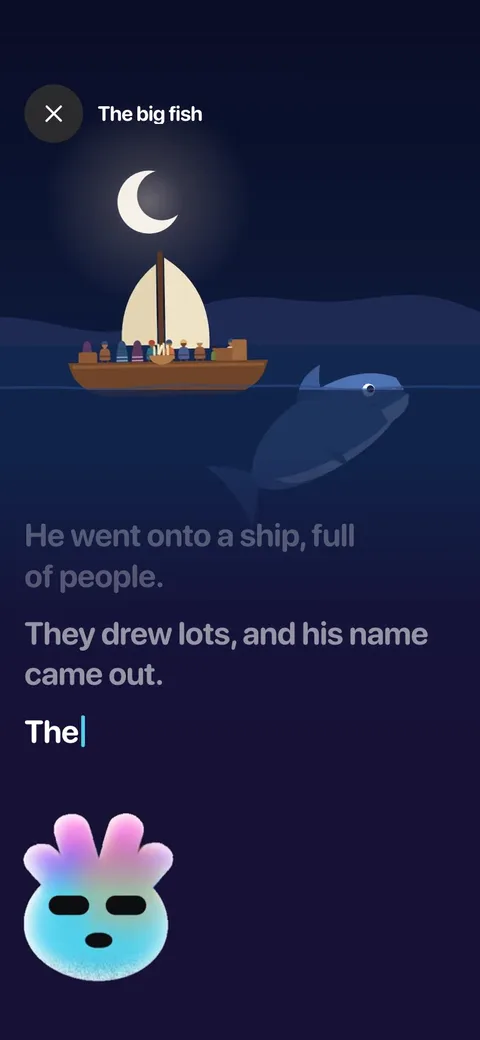 The big fish
He went onto a ship, full
of people.
They drew lots, and his name
came out.
The